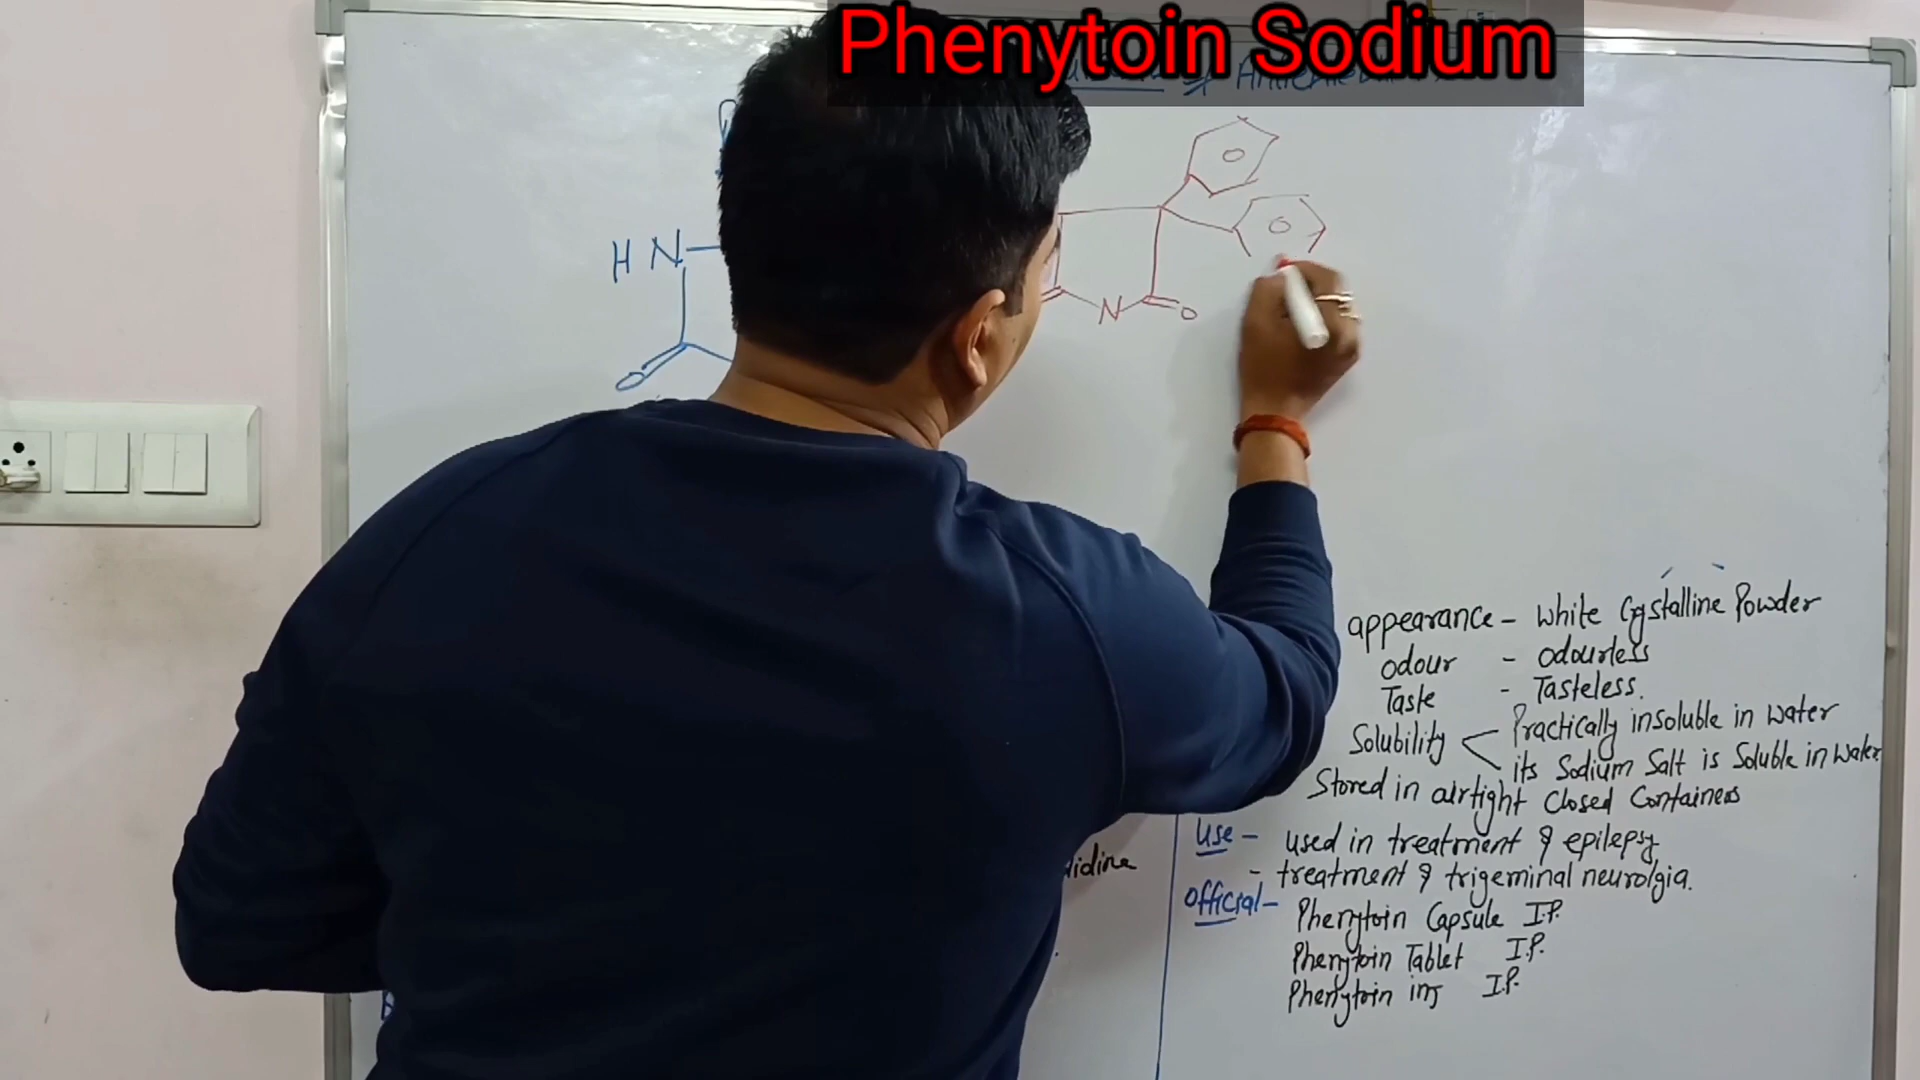 Phenytoin Sodium
HN
O
N
O
appearance - White Crystalline Powder
odour - odourless
Taste - Tasteless.
Solubility < Practically insoluble in water
its Sodium Salt is Soluble in water
Stored in airtight Closed Containers
Use - used in treatment of epilepsy
- treatment of trigeminal neurolgia.
Official - Phenytoin Capsule I.P.
Phenytoin Tablet I.P.
Phenytoin inj I.P.